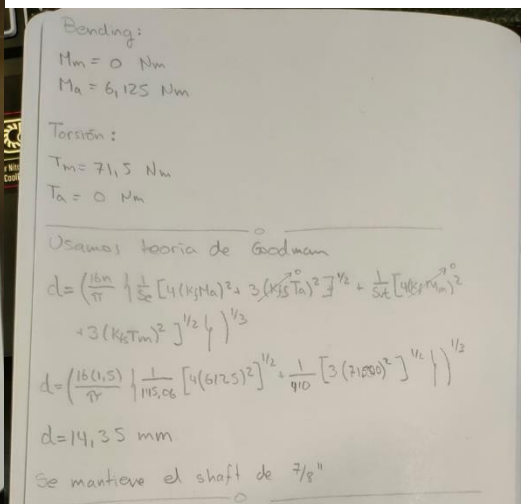 Bending:
Mm = 0 Nm
Ma = 6,125 Nm
Torsión:
Tm = 71,5 Nm
Ta = 0 Nm
Usamos teoria de Goodman
d = (16n/π {1/Se [4(KfMa)² + 3(KfsTa)²]^1/2 + 1/Sut [4(KfMm)²
+ 3(KfsTm)²]^1/2})^1/3
d = (16(1,5)/π {1/145,06 [4(6125)²]^1/2 + 1/410 [3(71500)²]^1/2})^1/3
d = 14,35 mm
Se mantiene el shaft de 7/8"